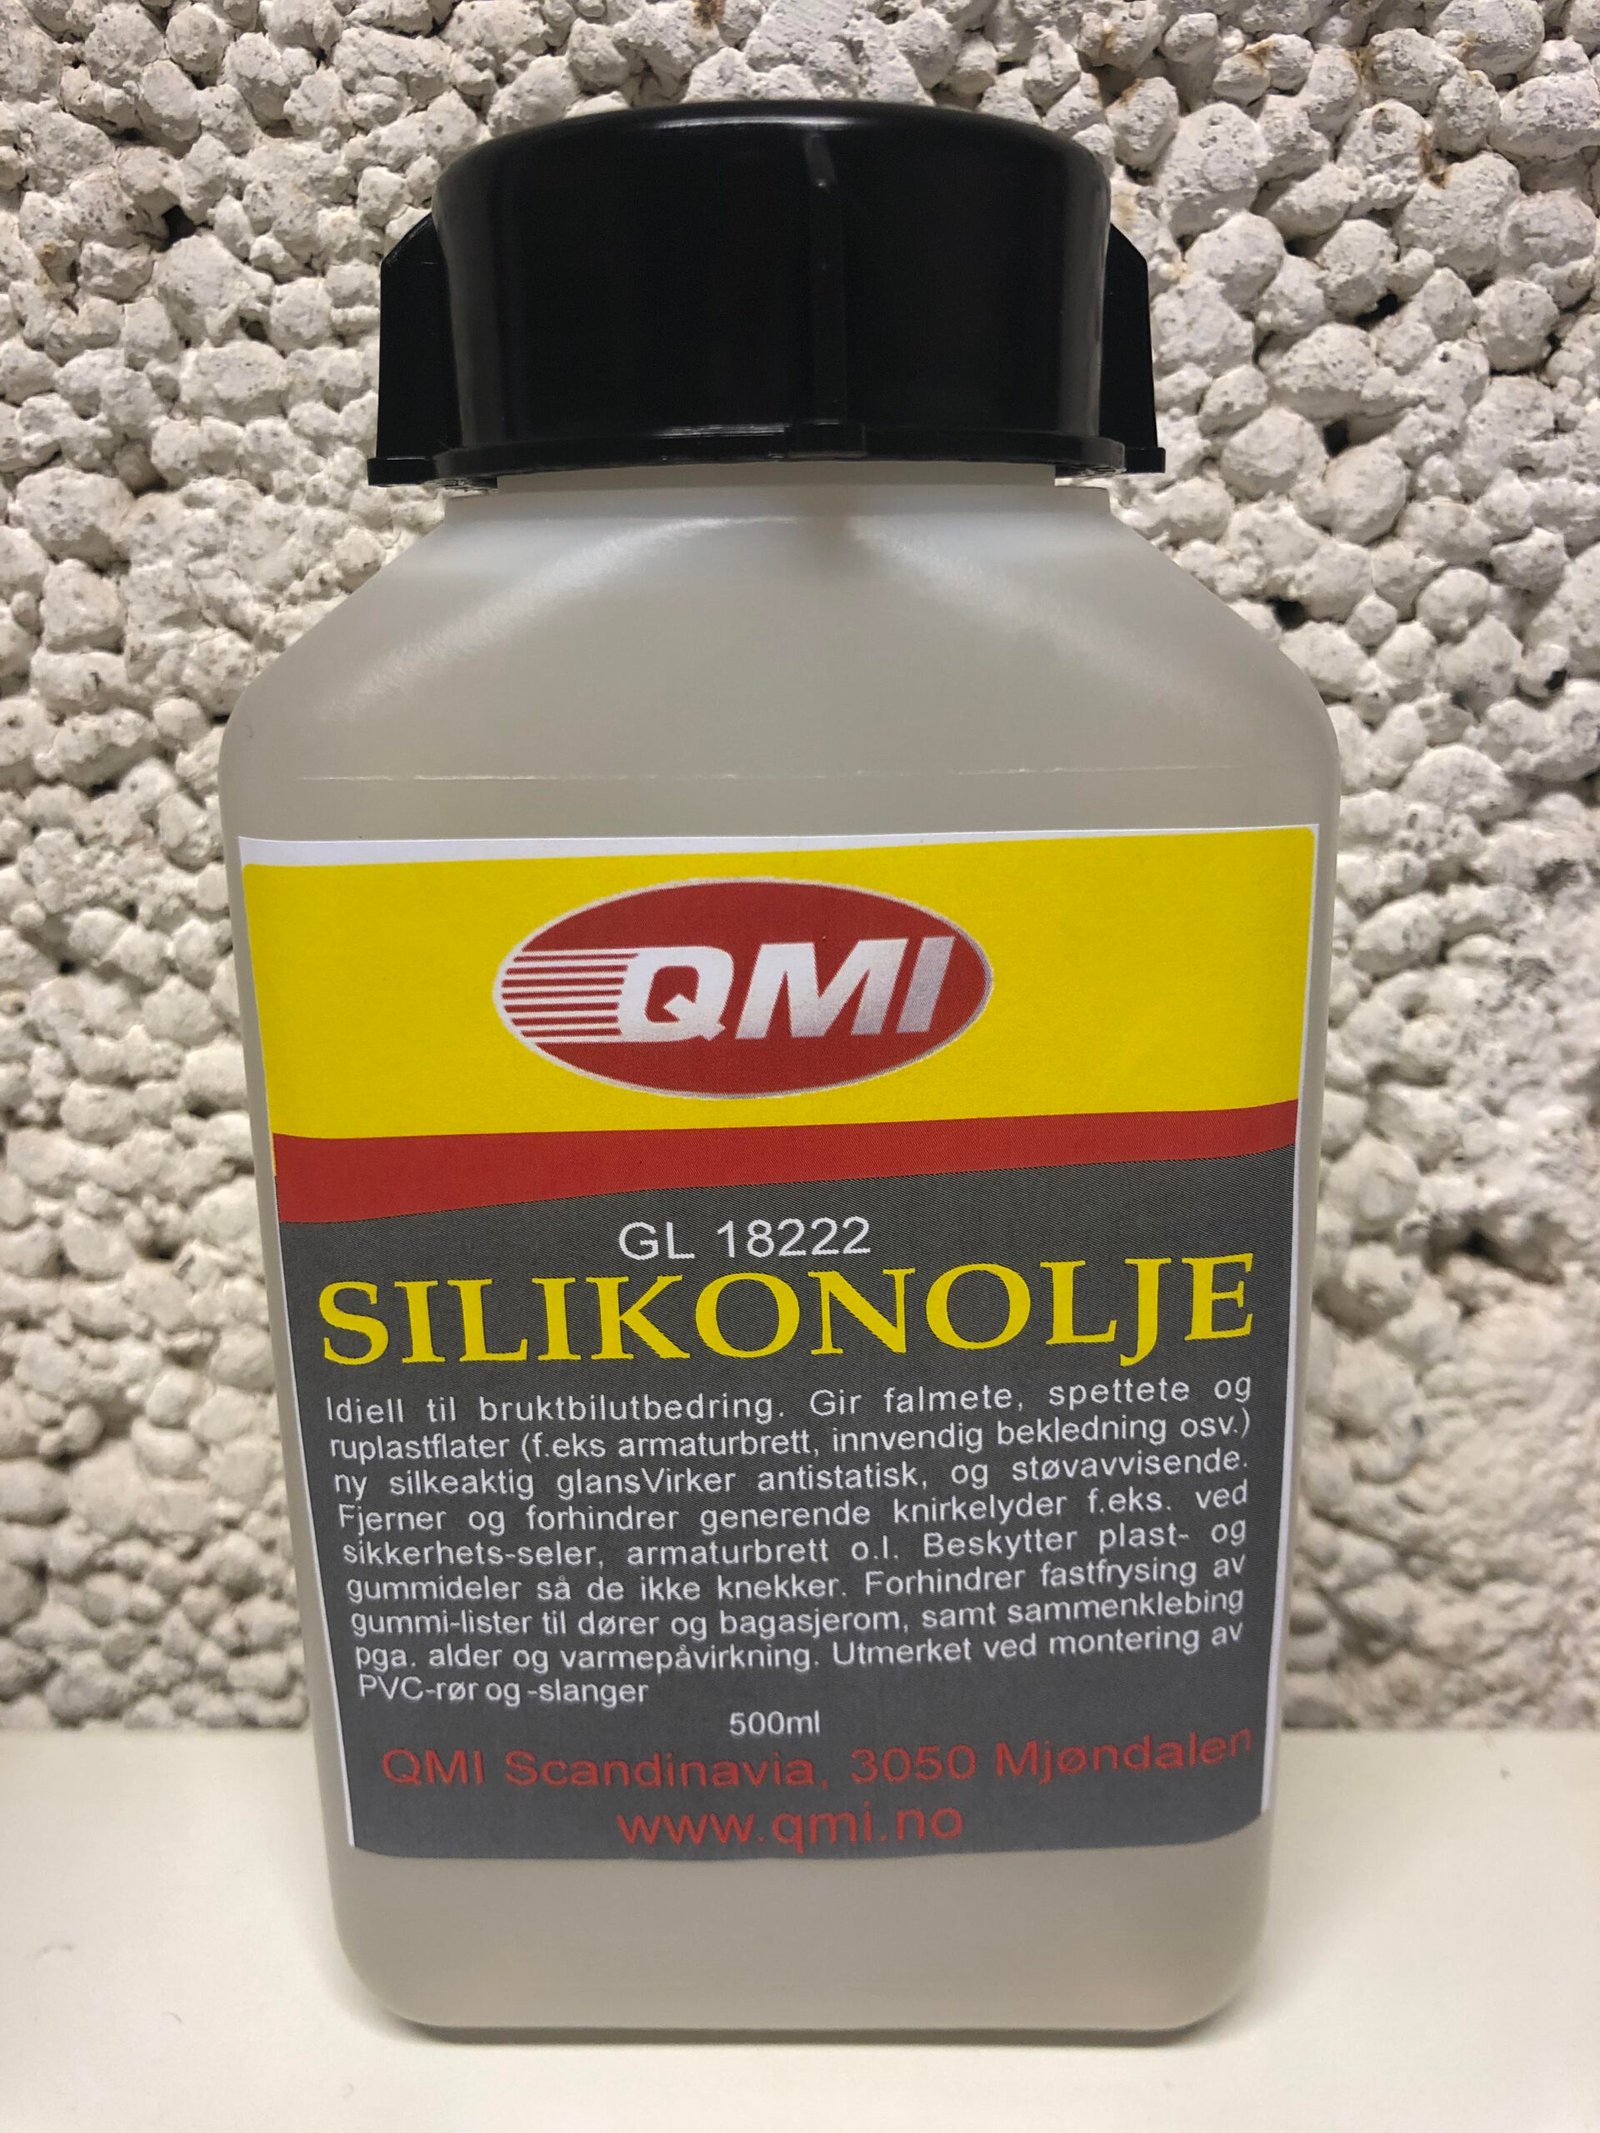 QMI
GL 18222
SILIKONOLJE
Idiell til bruktbilutbedring. Gir falmete, spettete og
ruplastflater (f.eks armaturbrett, innvendig bekledning osv.)
ny silkeaktig glansVirker antistatisk, og støvavvisende.
Fjerner og forhindrer generende knirkelyder f.eks. ved
sikkerhets-seler, armaturbrett o.l. Beskytter plast- og
gummideler så de ikke knekker. Forhindrer fastfrysing av
gummi-lister til dører og bagasjerom, samt sammenklebing
pga. alder og varmepåvirkning. Utmerket ved montering av
PVC-rør og -slanger
500ml
QMI Scandinavia, 3050 Mjøndalen
www.qmi.no